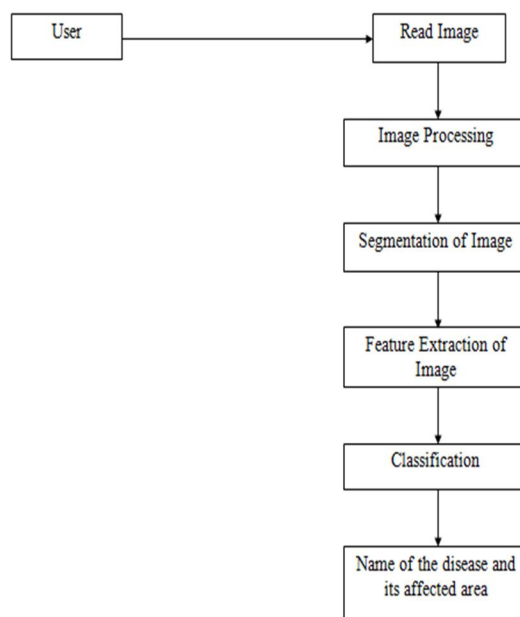 User
Read Image
Image Processing
Segmentation of Image
Feature Extraction of
Image
Classification
Name of the disease and
its affected area